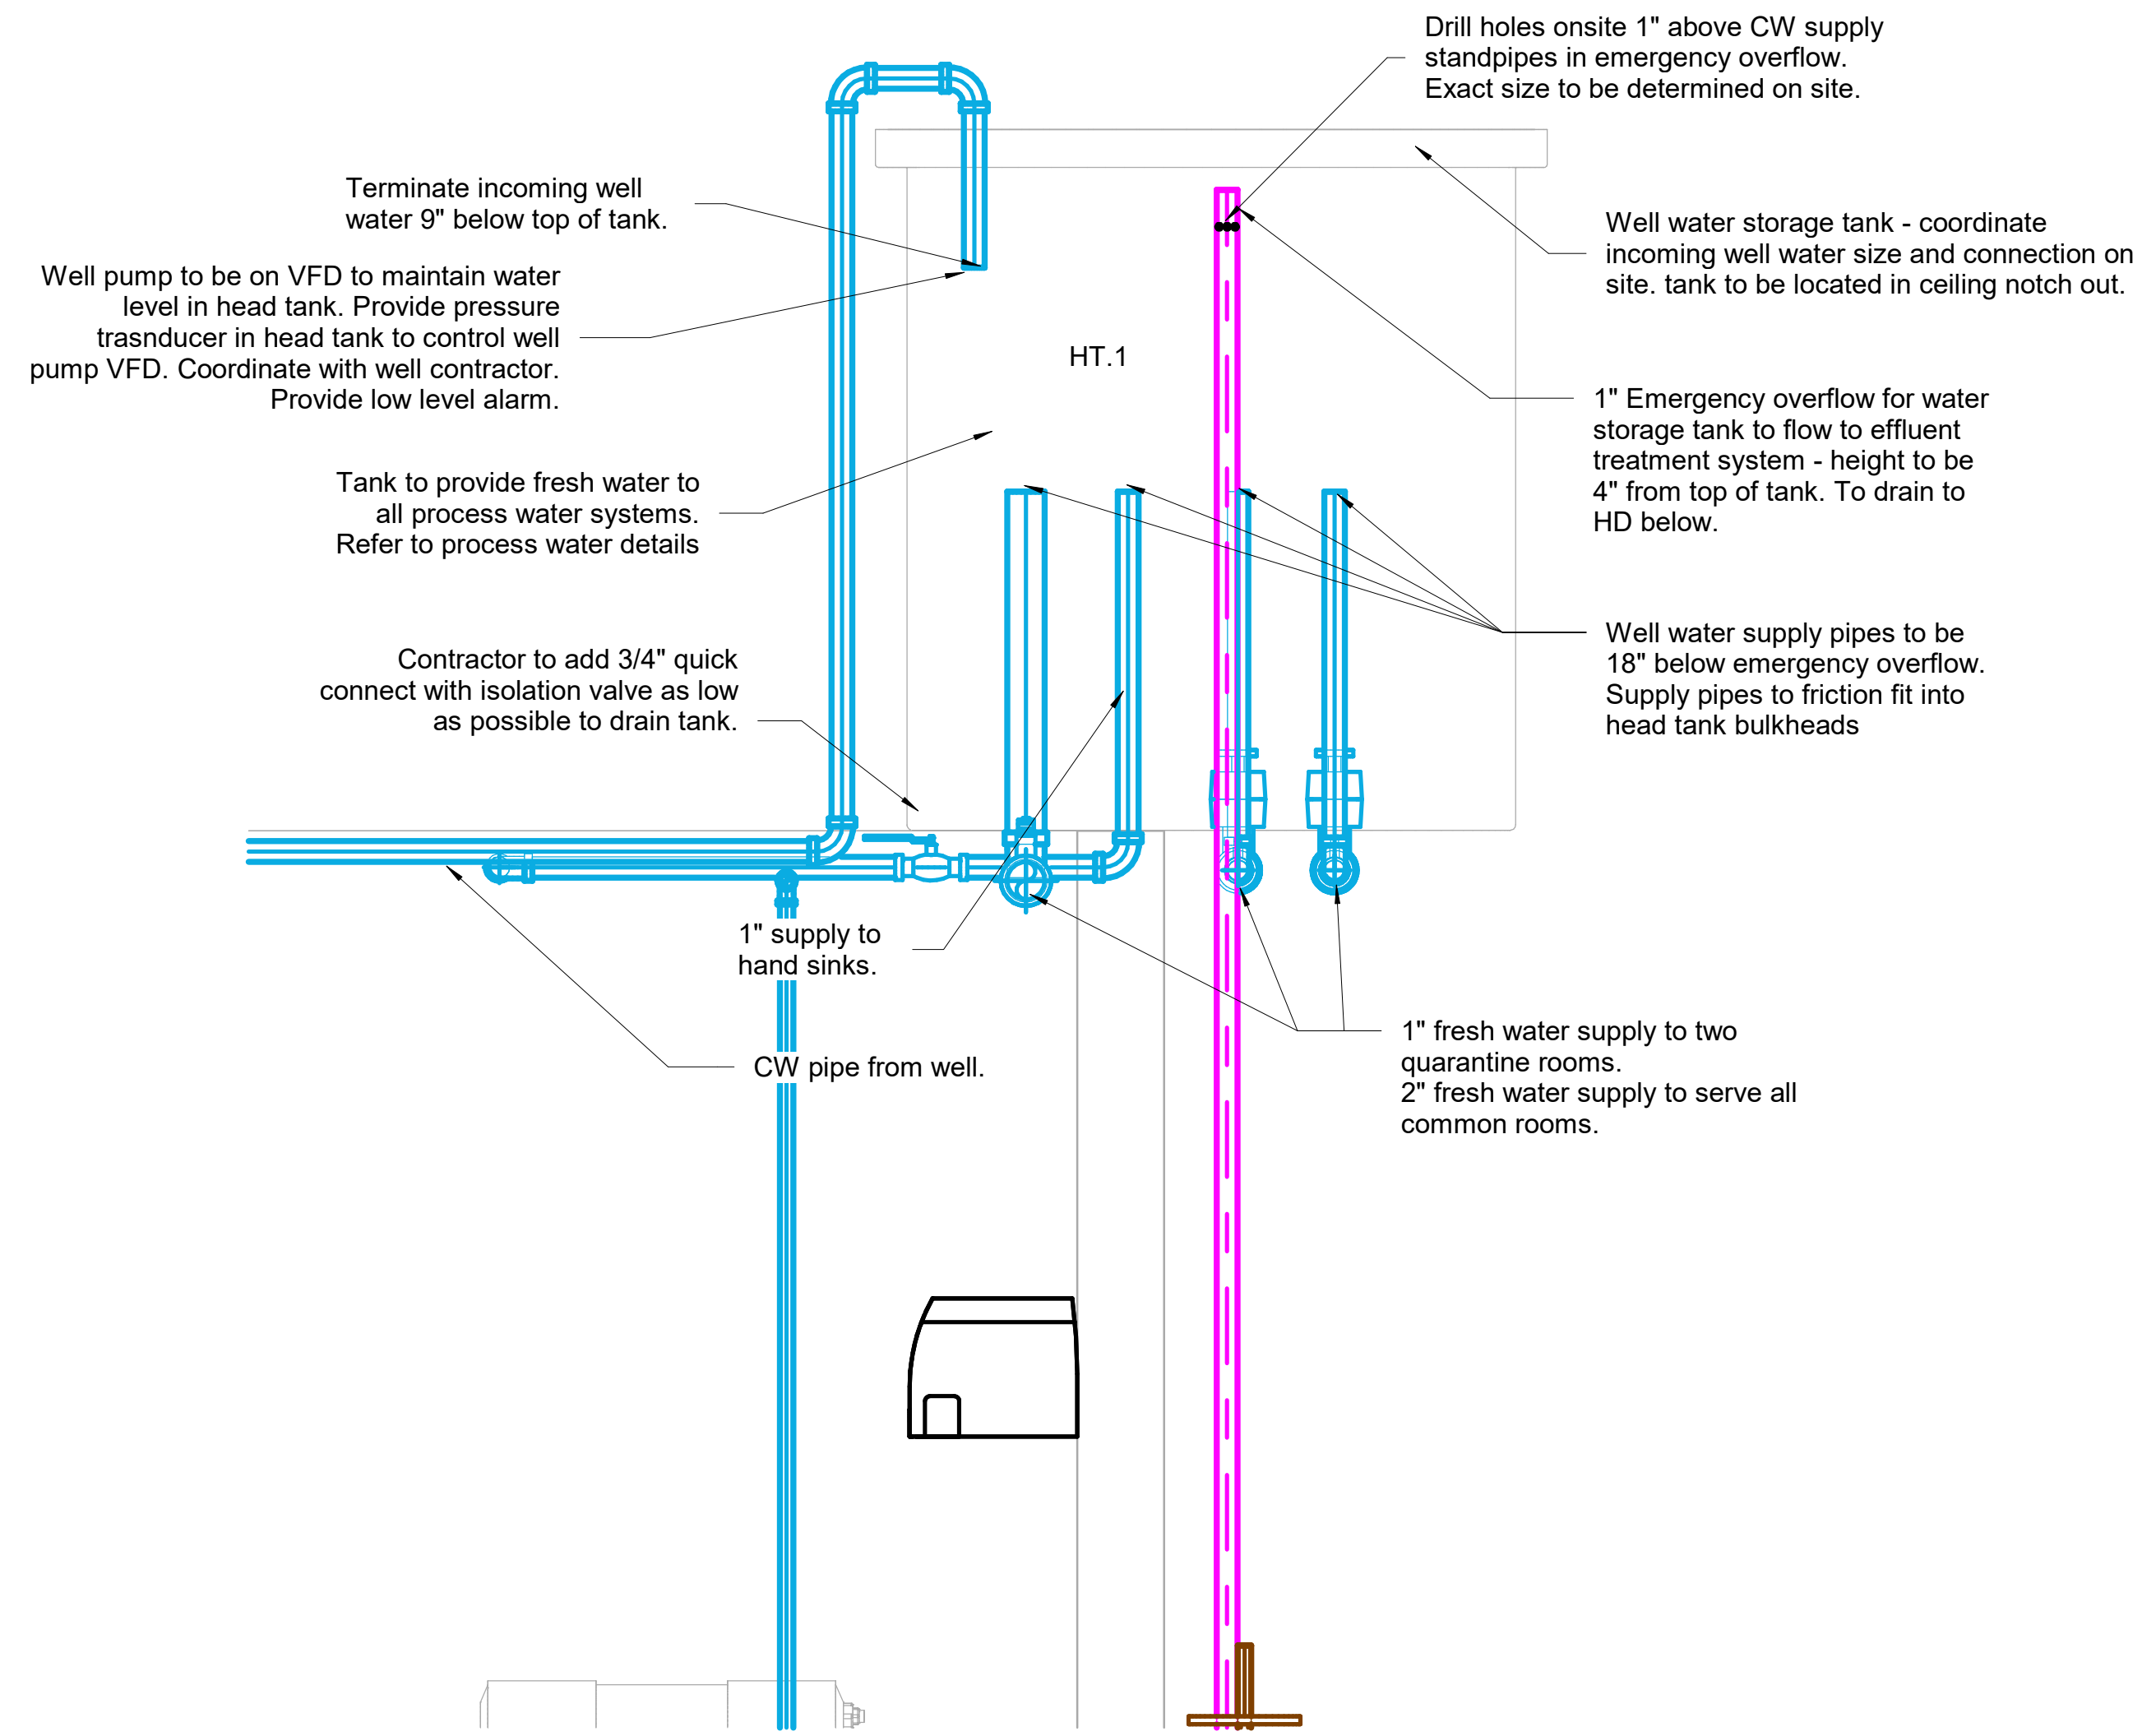 Drill holes onsite 1" above CW supply
standpipes in emergency overflow.
Exact size to be determined on site.
Terminate incoming well
water 9" below top of tank.
Well water storage tank - coordinate
incoming well water size and connection on
site. tank to be located in ceiling notch out.
Well pump to be on VFD to maintain water
level in head tank. Provide pressure
trasnducer in head tank to control well
pump VFD. Coordinate with well contractor.
Provide low level alarm.
HT.1
1" Emergency overflow for water
storage tank to flow to effluent
treatment system - height to be
4" from top of tank. To drain to
HD below.
Tank to provide fresh water to
all process water systems.
Refer to process water details
Well water supply pipes to be
18" below emergency overflow.
Supply pipes to friction fit into
head tank bulkheads
Contractor to add 3/4" quick
connect with isolation valve as low
as possible to drain tank.
1" supply to
hand sinks.
CW pipe from well.
1" fresh water supply to two
quarantine rooms.
2" fresh water supply to serve all
common rooms.